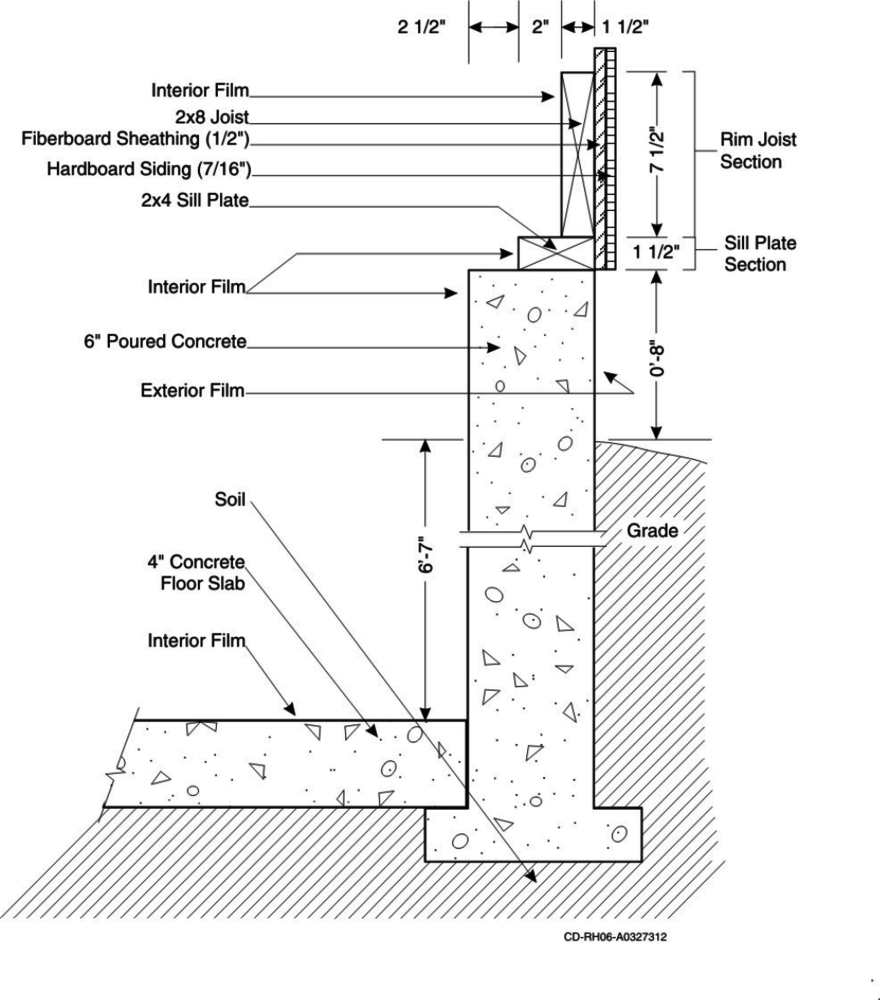 2 1/2" 2" 1 1/2"
Interior Film
2x8 Joist
Fiberboard Sheathing (1/2")
Hardboard Siding (7/16")
2x4 Sill Plate
7 1/2"
Rim Joist
Section
1 1/2"
Sill Plate
Section
Interior Film
6" Poured Concrete
0'-8"
Exterior Film
Soil
Grade
6'-7"
4" Concrete
Floor Slab
Interior Film
CD-RH06-A0327312